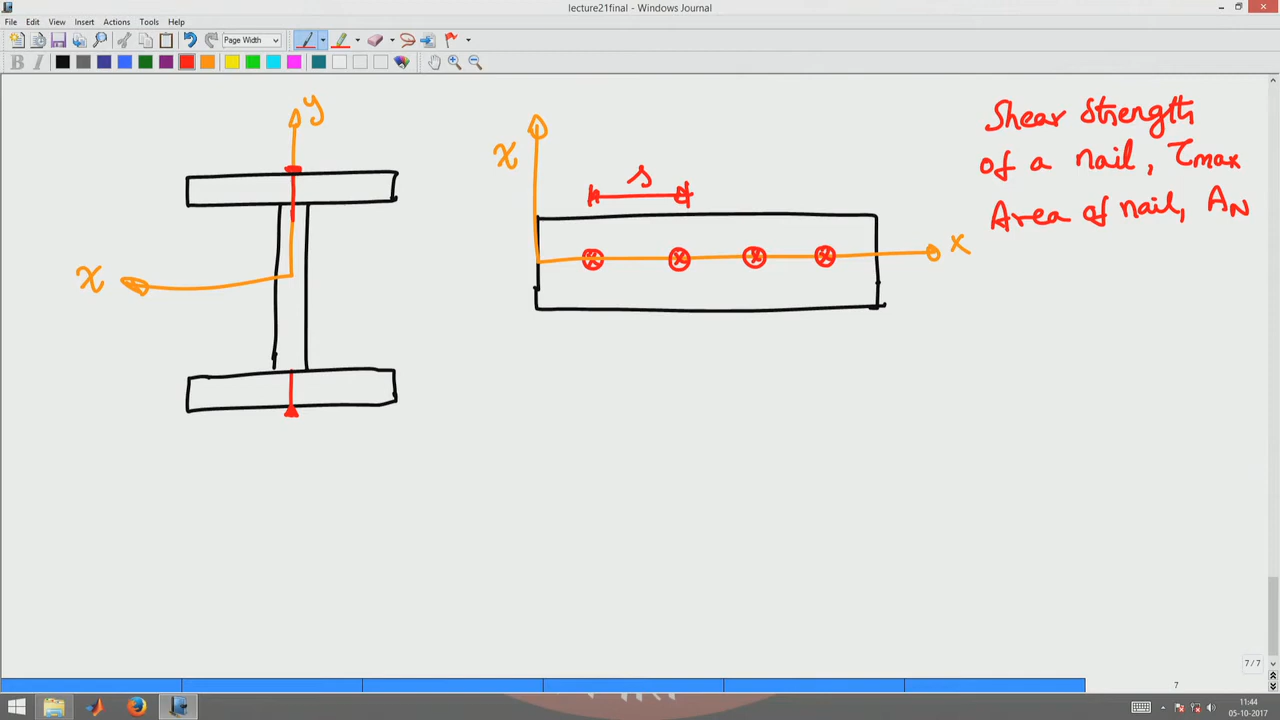 lecture21final - Windows Journal
File Edit View Insert Actions Tools Help
Page Width
B I
y
x
x
s
x
Shear Strength
of a nail, τmax
Area of nail, AN
7/7
7
11:44
05-10-2017